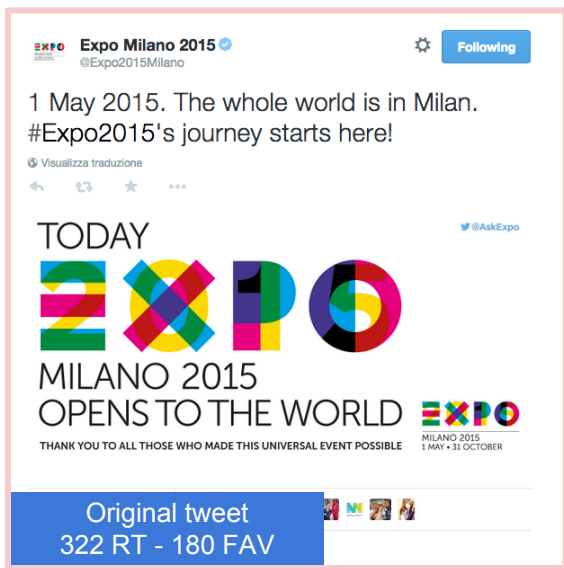 EXPO
Expo Milano 2015
@Expo2015Milano
Following
1 May 2015. The whole world is in Milan.
#Expo2015's journey starts here!
Visualizza traduzione
TODAY
@AskExpo
EXPO
MILANO 2015
OPENS TO THE WORLD
THANK YOU TO ALL THOSE WHO MADE THIS UNIVERSAL EVENT POSSIBLE
EXPO
MILANO 2015
1 MAY • 31 OCTOBER
Original tweet
322 RT - 180 FAV